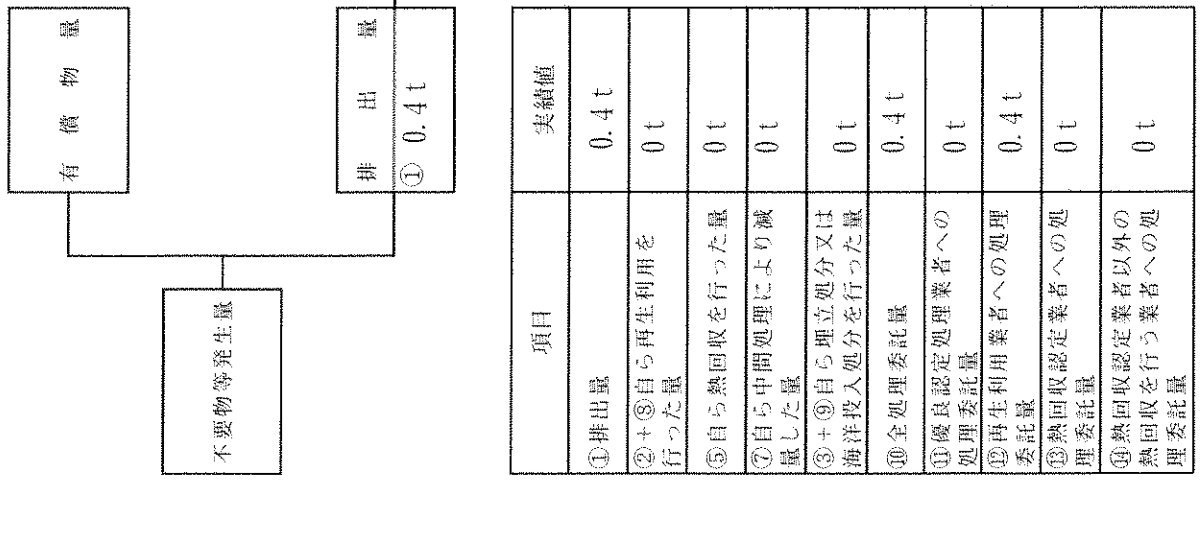 有償物量
排出量
① 0.4t
不要物等発生量
項目
実績値
①排出量
0.4t
②+⑧自ら再生利用を
行った量
0t
⑤自ら熱回収を行った量
0t
⑦自ら中間処理により減
量した量
0t
③+⑨自ら埋立処分又は
海洋投入処分を行った量
0t
⑩全処理委託量
0.4t
⑪優良認定処理業者への
処理委託量
0t
⑫再生利用業者への処理
委託量
0.4t
⑬熱回収認定業者への処
理委託量
0t
⑭熱回収認定業者以外の
熱回収を行う業者への処
理委託量
0t